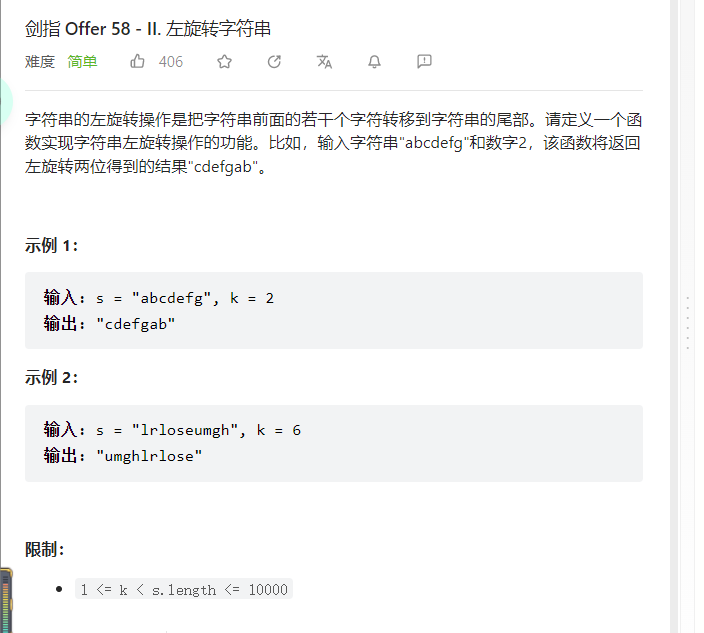 剑指 Offer 58 - II. 左旋转字符串
难度 简单 406
字符串的左旋转操作是把字符串前面的若干个字符转移到字符串的尾部。请定义一个函
数实现字符串左旋转操作的功能。比如，输入字符串"abcdefg"和数字2，该函数将返回
左旋转两位得到的结果"cdefgab"。
示例 1：
输入：s = "abcdefg", k = 2
输出："cdefgab"
示例 2：
输入：s = "lrloseumgh", k = 6
输出："umghlrlose"
限制：
1 <= k < s.length <= 10000